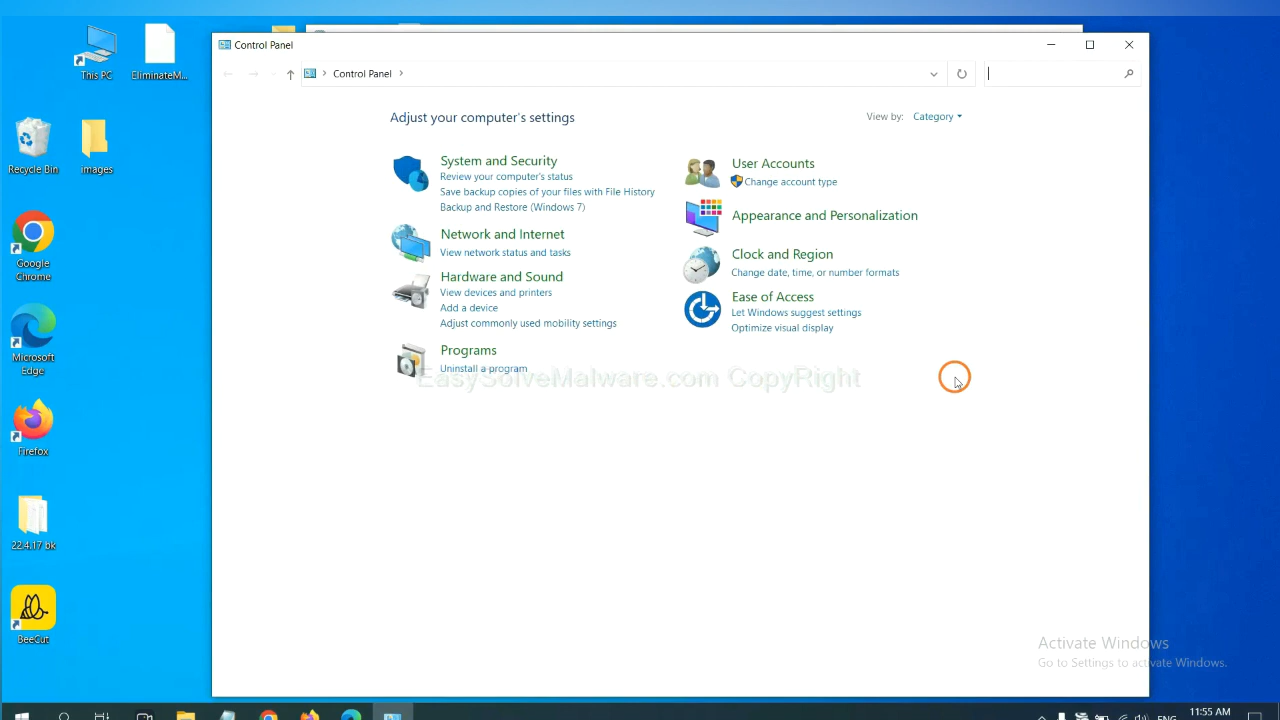 This PC
EliminateM...
Recycle Bin
images
Google
Chrome
Microsoft
Edge
Firefox
22.4.17 bk
BeeCut
Control Panel
Control Panel
Adjust your computer's settings
View by: Category
System and Security
Review your computer's status
Save backup copies of your files with File History
Backup and Restore (Windows 7)
Network and Internet
View network status and tasks
Hardware and Sound
View devices and printers
Add a device
Adjust commonly used mobility settings
Programs
Uninstall a program
User Accounts
Change account type
Appearance and Personalization
Clock and Region
Change date, time, or number formats
Ease of Access
Let Windows suggest settings
Optimize visual display
EasySolveMalware.com CopyRight
Activate Windows
Go to Settings to activate Windows.
ENG
11:55 AM